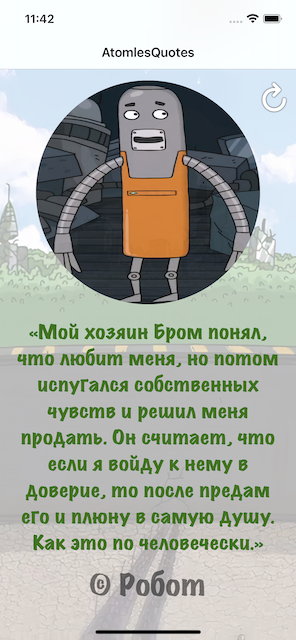 11:42
AtomlesQuotes
«Мой хозяин Бром понял,
что любит меня, но потом
испугался собственных
чувств и решил меня
продать. Он считает, что
если я войду к нему в
доверие, то после предам
его и плюну в самую душу.
Как это по человечески.»
© Робот